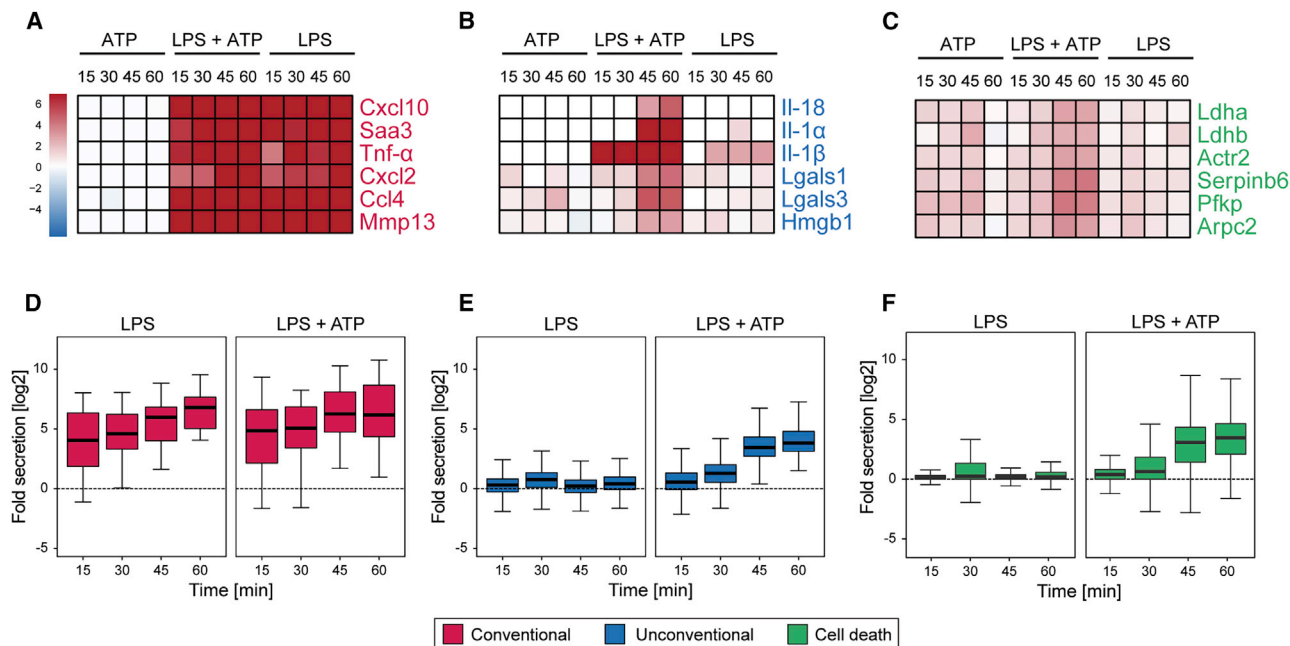 A
ATP LPS + ATP LPS
15 30 45 60 15 30 45 60 15 30 45 60
6
4
2
0
−2
−4
Cxcl10
Saa3
Tnf-α
Cxcl2
Ccl4
Mmp13
B
ATP LPS + ATP LPS
15 30 45 60 15 30 45 60 15 30 45 60
Il-18
Il-1α
Il-1β
Lgals1
Lgals3
Hmgb1
C
ATP LPS + ATP LPS
15 30 45 60 15 30 45 60 15 30 45 60
Ldha
Ldhb
Actr2
Serpinb6
Pfkp
Arpc2
D
LPS LPS + ATP
Fold secretion [log2]
10
5
0
-5
15 30 45 60 15 30 45 60
Time [min]
E
LPS LPS + ATP
Fold secretion [log2]
10
5
0
-5
15 30 45 60 15 30 45 60
Time [min]
F
LPS LPS + ATP
Fold secretion [log2]
10
5
0
-5
15 30 45 60 15 30 45 60
Time [min]
Conventional Unconventional Cell death